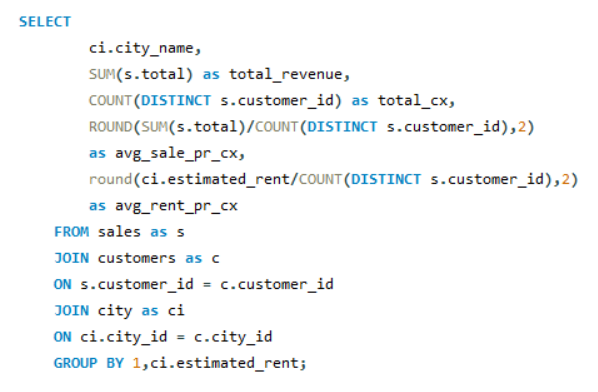 SELECT
ci.city_name,
SUM(s.total) as total_revenue,
COUNT(DISTINCT s.customer_id) as total_cx,
ROUND(SUM(s.total)/COUNT(DISTINCT s.customer_id),2)
as avg_sale_pr_cx,
round(ci.estimated_rent/COUNT(DISTINCT s.customer_id),2)
as avg_rent_pr_cx
FROM sales as s
JOIN customers as c
ON s.customer_id = c.customer_id
JOIN city as ci
ON ci.city_id = c.city_id
GROUP BY 1,ci.estimated_rent;